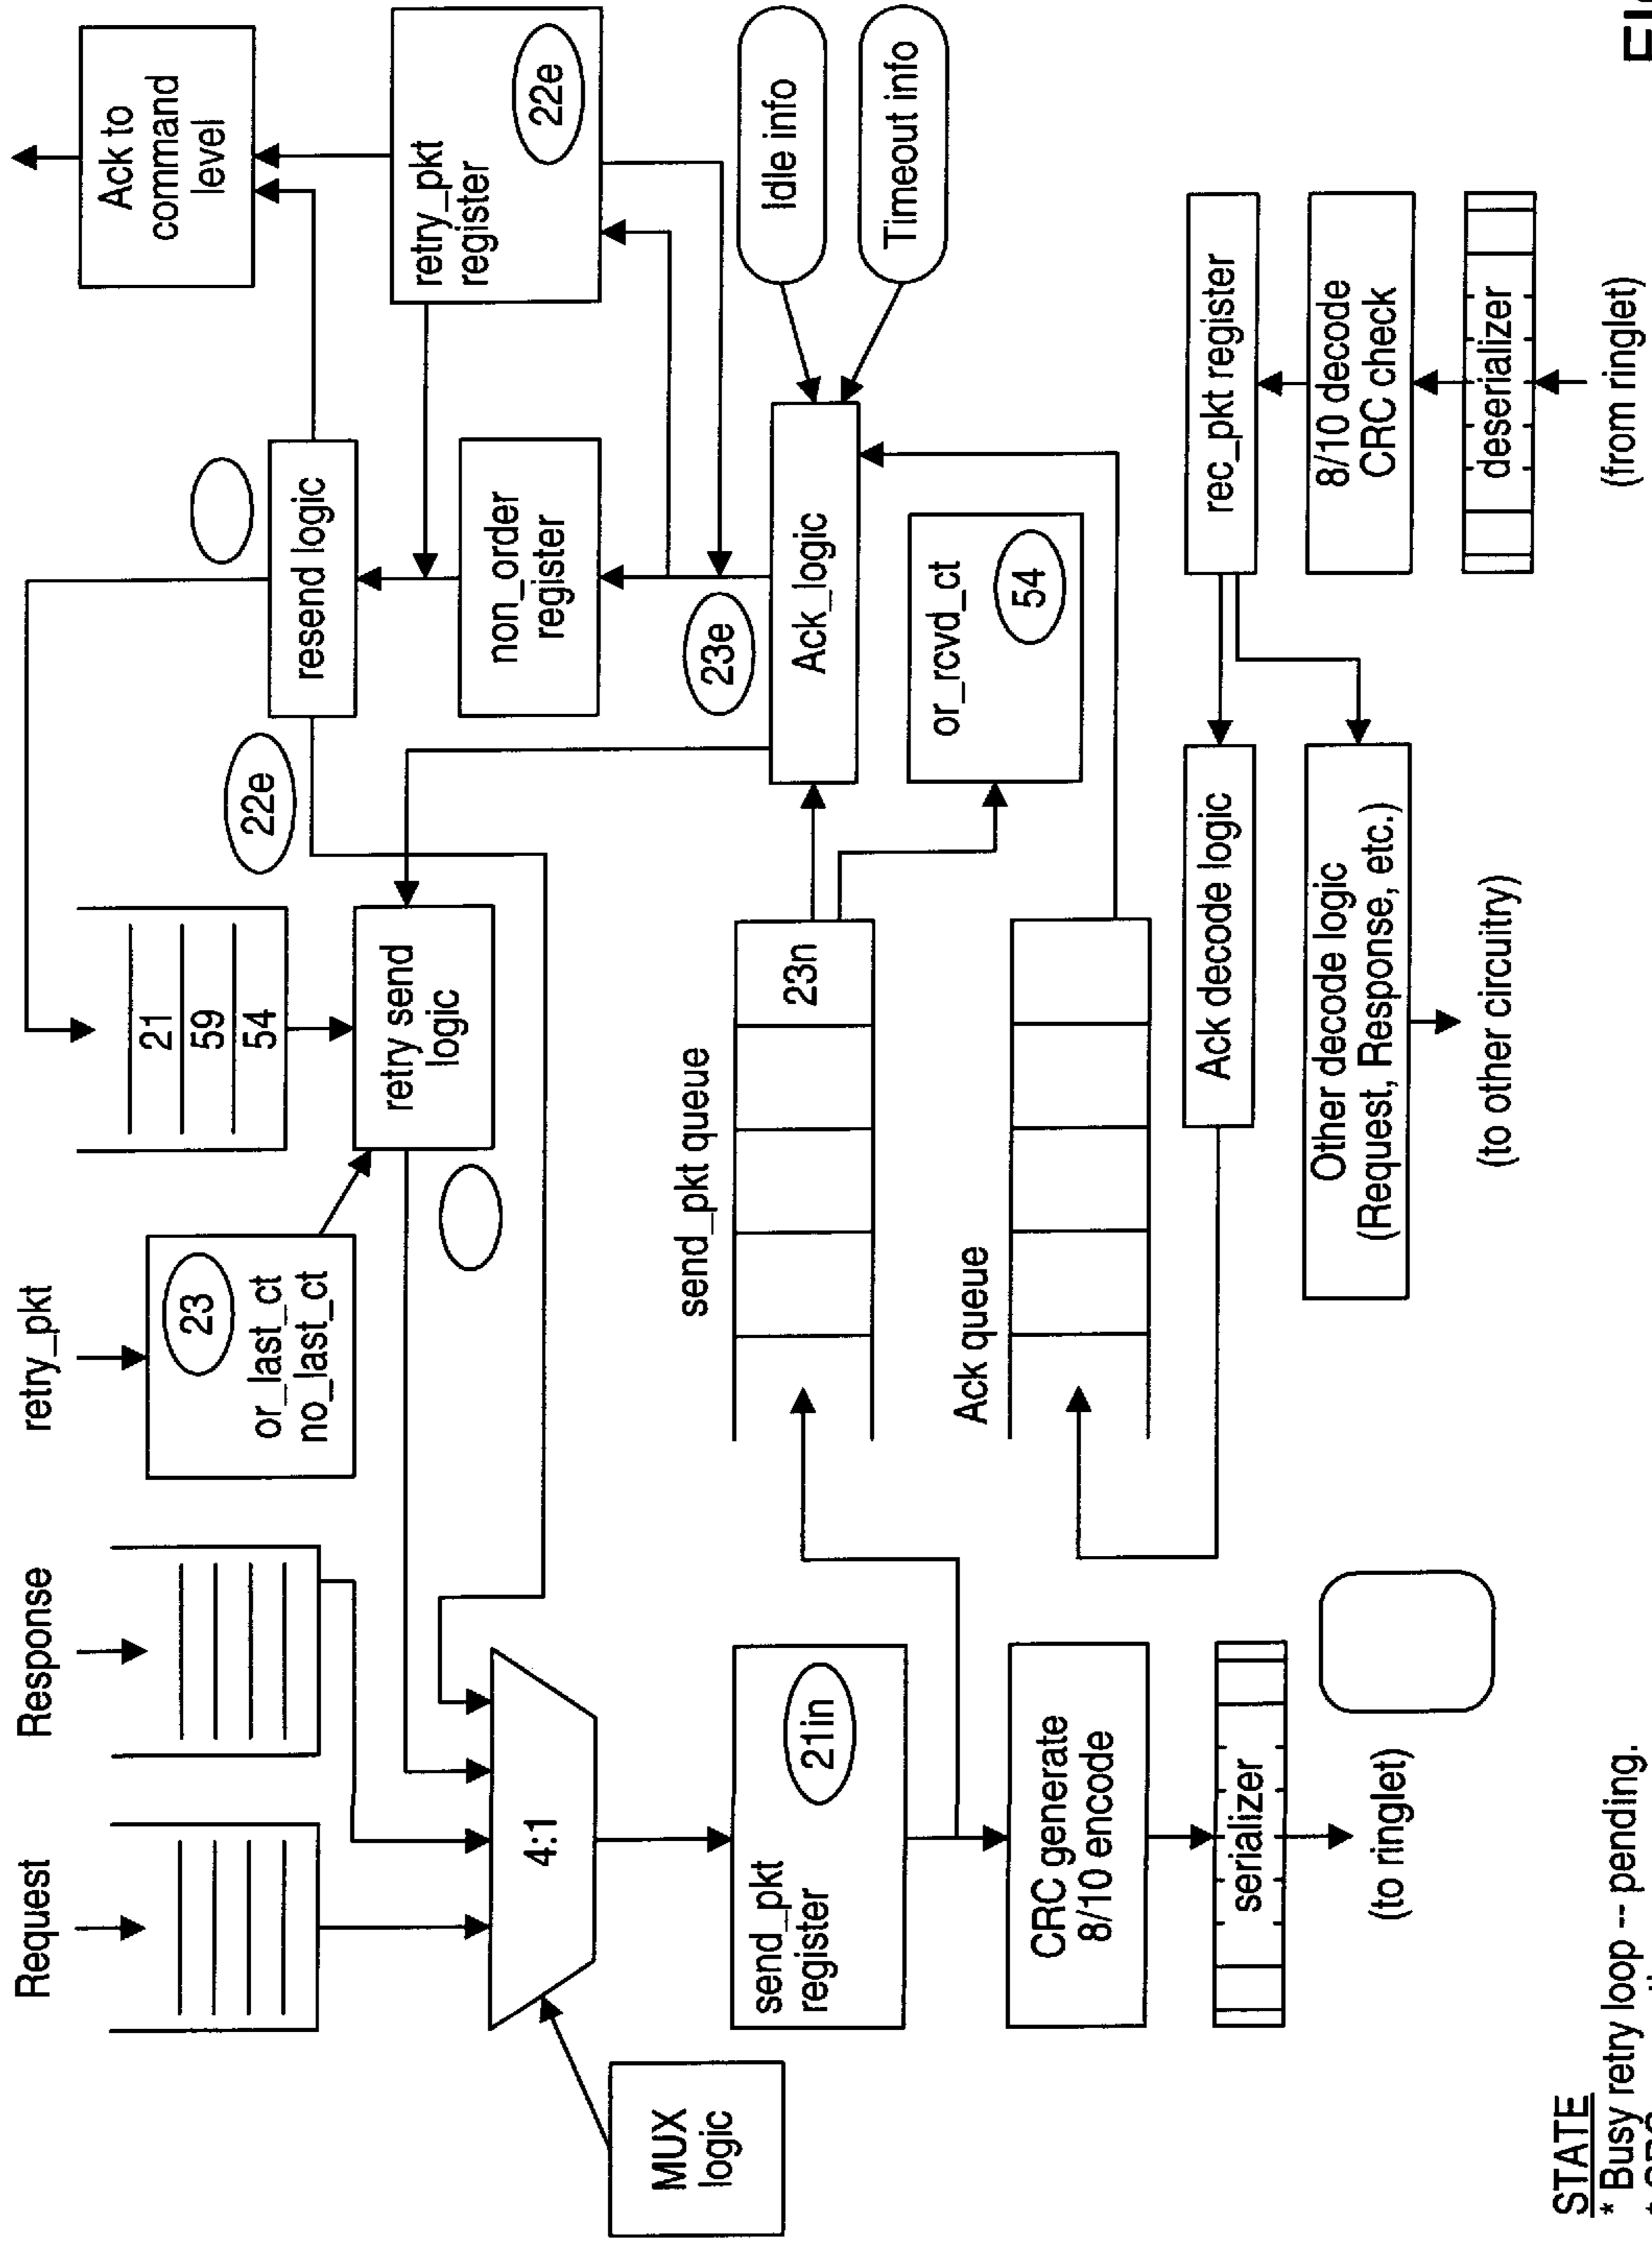 Request
Response
retry_pkt
23
or_last_ct
no_last_ct
21
59
54
22e
resend logic
Ack to
command
level
retry send
logic
retry_pkt
register
22e
non_order
register
23e
4:1
MUX
logic
send_pkt
register
21in
send_pkt queue
23n
Ack_logic
Idle info
Timeout info
or_rcvd_ct
54
Ack queue
CRC generate
8/10 encode
serializer
(to ringlet)
Ack decode logic
Other decode logic
(Request, Response, etc.)
(to other circuitry)
rec_pkt register
8/10 decode
CRC check
deserializer
(from ringlet)
STATE
* Busy retry loop -- pending.